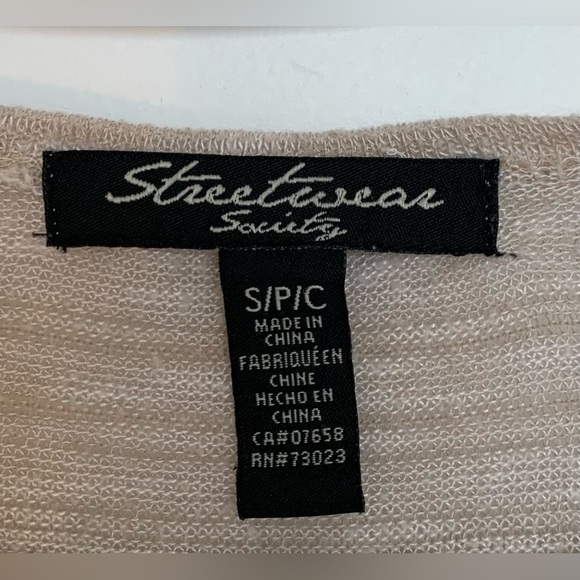 Streetwear
Society
S/P/C
MADE IN
CHINA
FABRIQUÉEN
CHINE
HECHO EN
CHINA
CA#07658
RN#73023